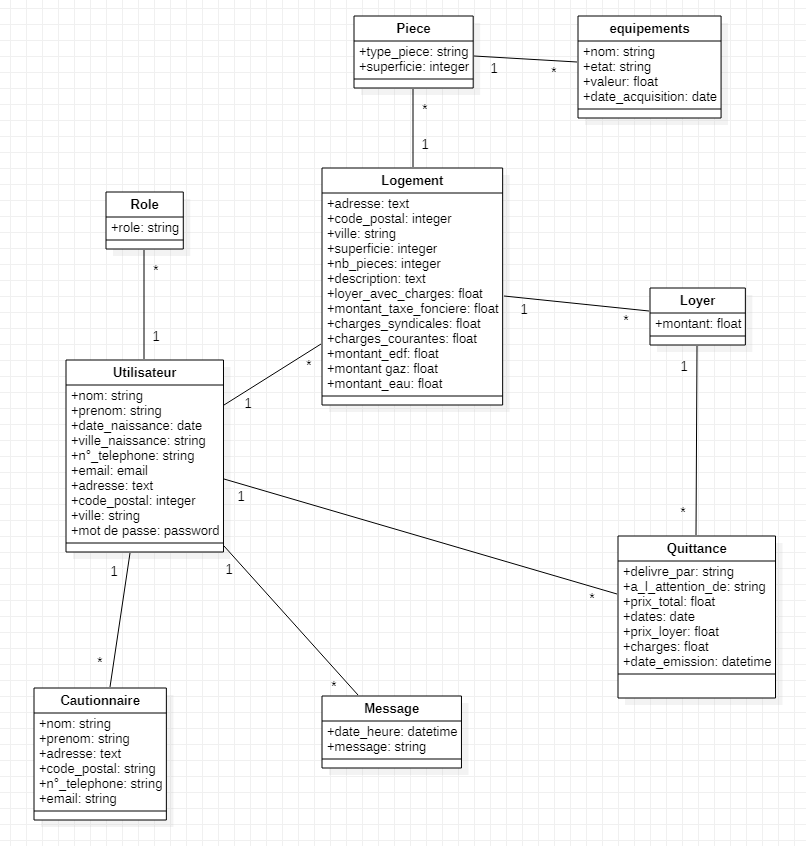 Piece
+type_piece: string
+superficie: integer
1
*
equipements
+nom: string
+etat: string
+valeur: float
+date_acquisition: date
*
1
Logement
+adresse: text
+code_postal: integer
+ville: string
+superficie: integer
+nb_pieces: integer
+description: text
+loyer_avec_charges: float
+montant_taxe_fonciere: float
+charges_syndicales: float
+charges_courantes: float
+montant_edf: float
+montant gaz: float
+montant_eau: float
Role
+role: string
*
1
1
*
Loyer
+montant: float
1
*
Utilisateur
+nom: string
+prenom: string
+date_naissance: date
+ville_naissance: string
+n°_telephone: string
+email: email
+adresse: text
+code_postal: integer
+ville: string
+mot de passe: password
*
1
1
*
Quittance
+delivre_par: string
+a_l_attention_de: string
+prix_total: float
+dates: date
+prix_loyer: float
+charges: float
+date_emission: datetime
1
*
1
*
Cautionnaire
+nom: string
+prenom: string
+adresse: text
+code_postal: string
+n°_telephone: string
+email: string
Message
+date_heure: datetime
+message: string